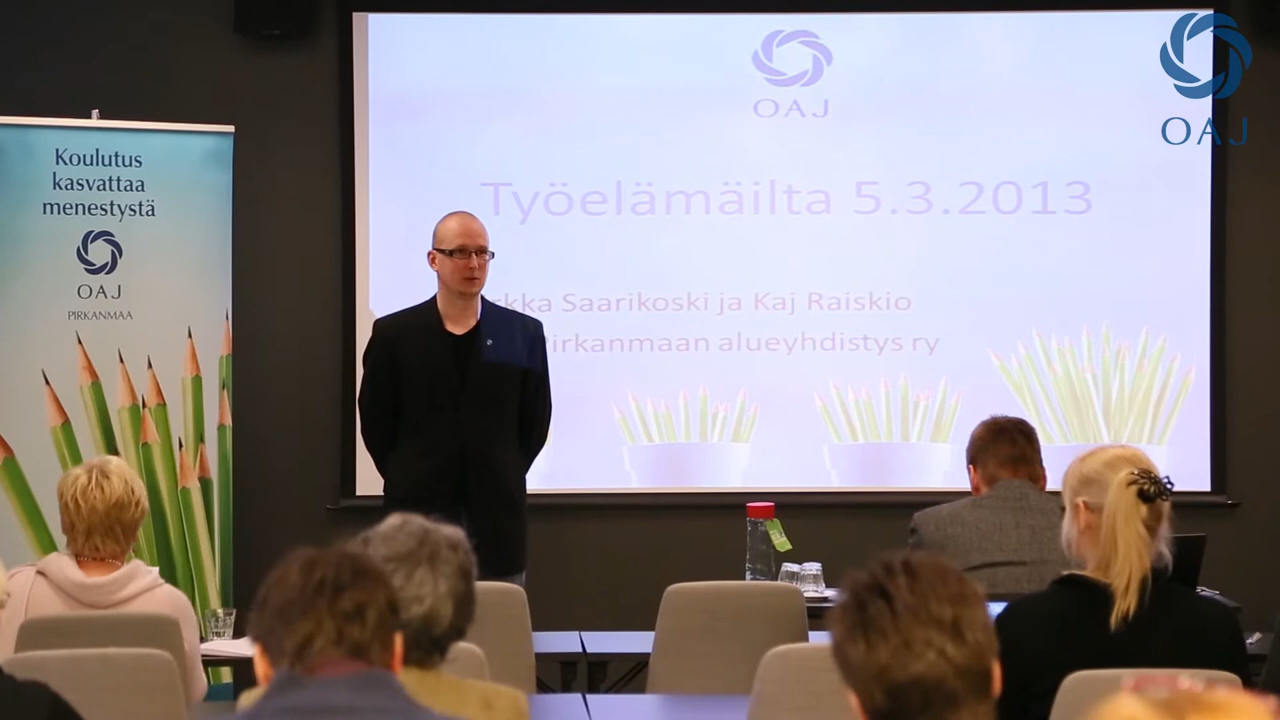 Koulutus
kasvattaa
menestystä
OAJ
PIRKANMAA
OAJ
Työelämäilta 5.3.2013
Saarikoski ja Kaj Raiskio
Pirkanmaan alueyhdistys ry
OAJ